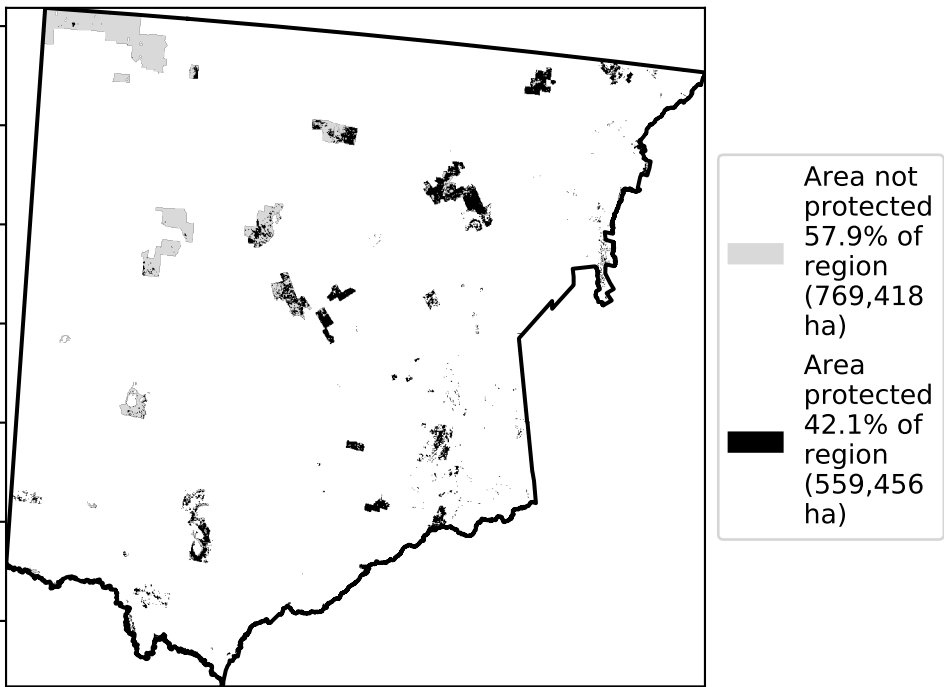 Area not
protected
57.9% of
region
(769,418
ha)
Area
protected
42.1% of
region
(559,456
ha)